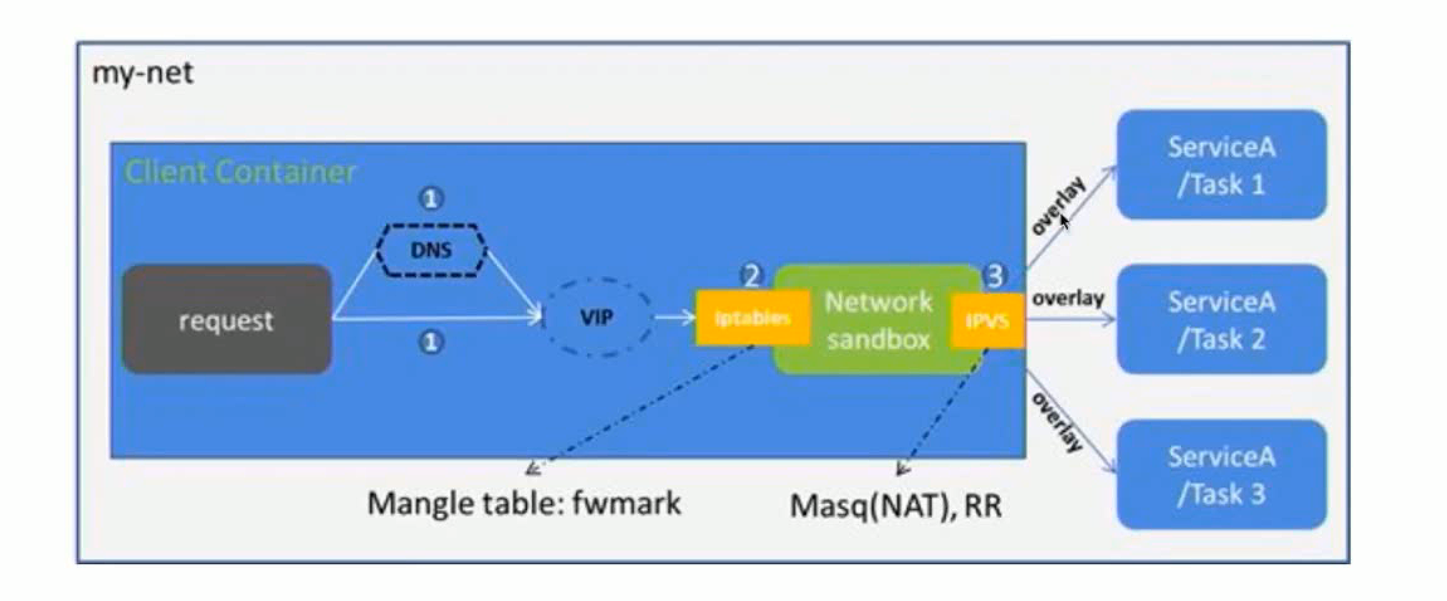 my-net
Client Container
1
DNS
request
1
VIP
2
iptables
Network
sandbox
3
IPVS
overlay
overlay
overlay
ServiceA
/Task 1
ServiceA
/Task 2
ServiceA
/Task 3
Mangle table: fwmark
Masq(NAT), RR